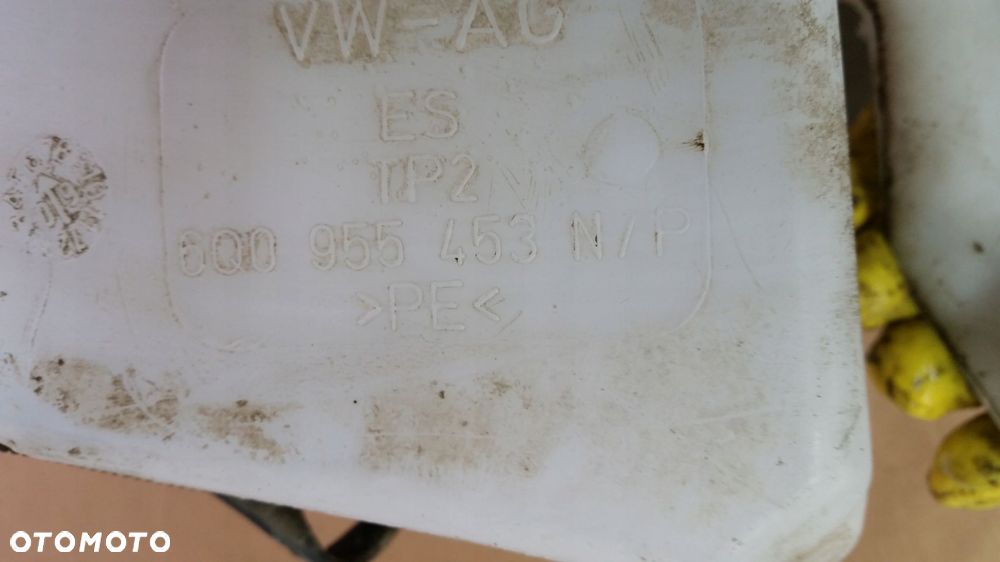 VW-AG
ES
TP2
6Q0 955 453 N/P
>PE<
OTOMOTO